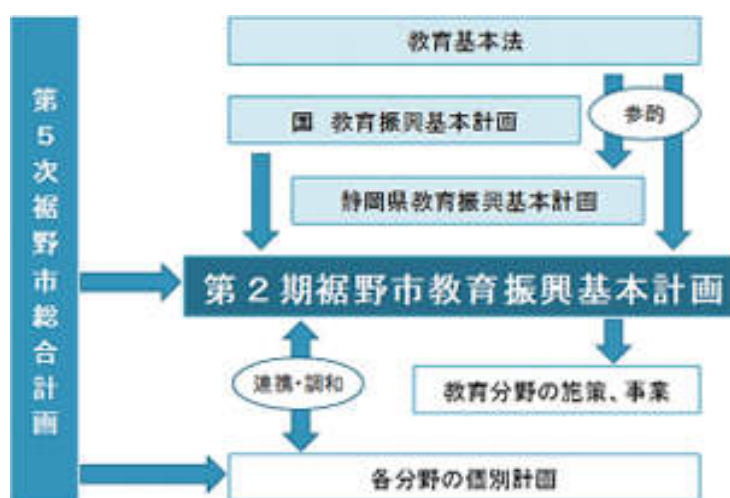 第5次裾野市総合計画
教育基本法
国 教育振興基本計画
参酌
静岡県教育振興基本計画
第2期裾野市教育振興基本計画
連携・調和
教育分野の施策、事業
各分野の個別計画